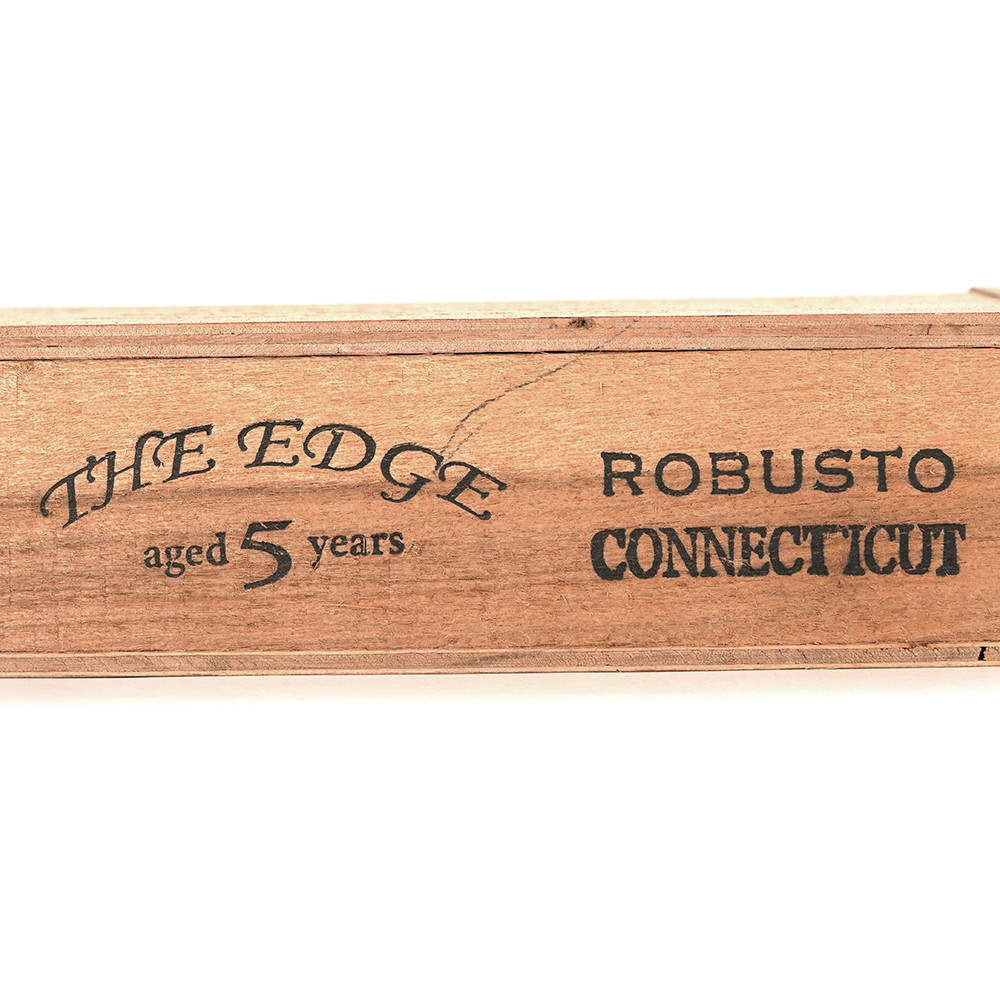 THE EDGE
aged 5 years
ROBUSTO
CONNECTICUT